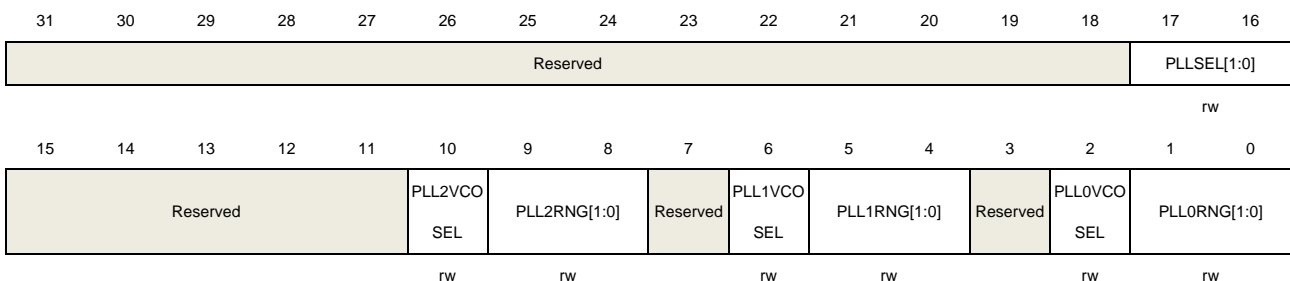 31 30 29 28 27 26 25 24 23 22 21 20 19 18 17 16
Reserved PLLSEL[1:0]
rw
15 14 13 12 11 10 9 8 7 6 5 4 3 2 1 0
Reserved PLL2VCO SEL PLL2RNG[1:0] Reserved PLL1VCO SEL PLL1RNG[1:0] Reserved PLL0VCO SEL PLL0RNG[1:0]
rw rw rw rw rw rw